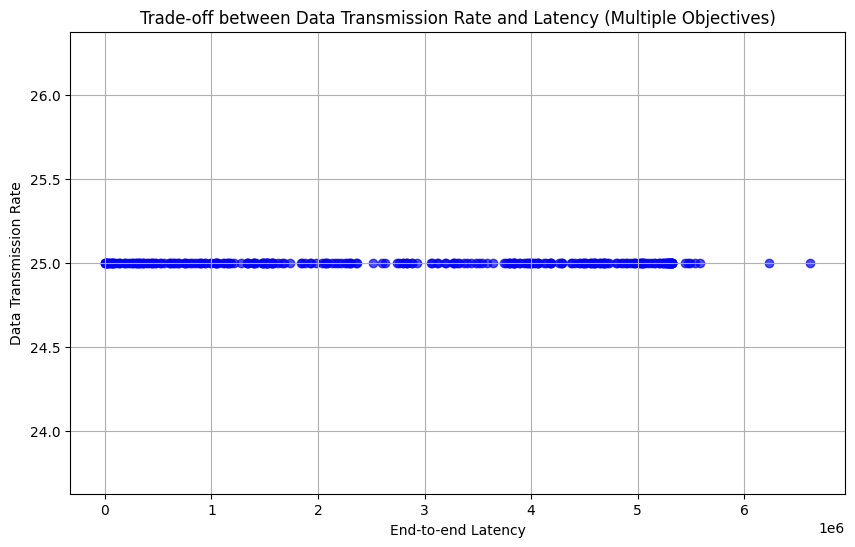 Trade-off between Data Transmission Rate and Latency (Multiple Objectives)
Data Transmission Rate
26.0
25.5
25.0
24.5
24.0
0 1 2 3 4 5 6
1e6
End-to-end Latency